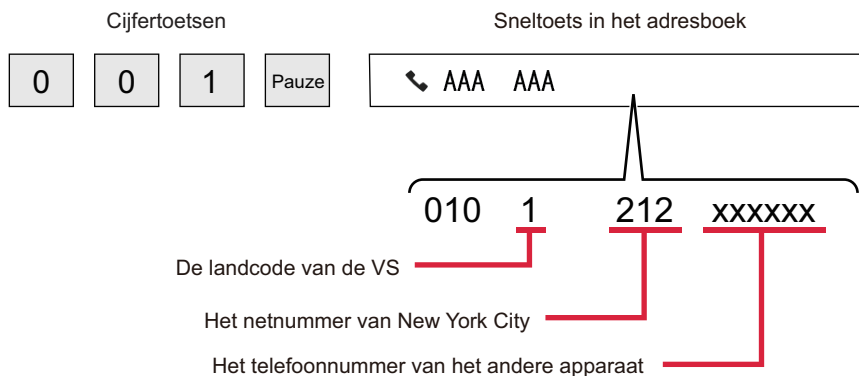 Cijfertoetsen Sneltoets in het adresboek
0 0 1 Pauze AAA AAA
010 1 212 xxxxxx
De landcode van de VS
Het netnummer van New York City
Het telefoonnummer van het andere apparaat